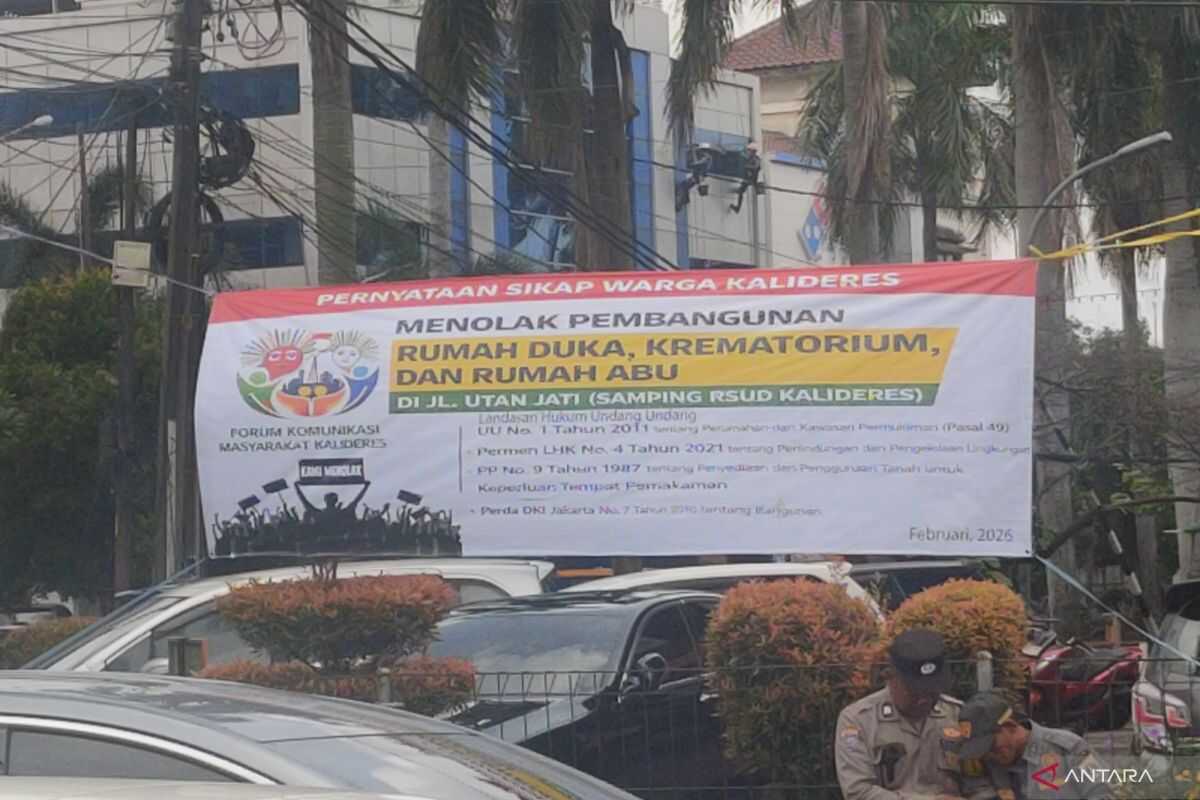 PERNYATAAN SIKAP WARGA KALIDERES
MENOLAK PEMBANGUNAN
RUMAH DUKA, KREMATORIUM,
DAN RUMAH ABU
DI JL. UTAN JATI (SAMPING RSUD KALIDERES)
FORUM KOMUNIKASI
MASYARAKAT KALIDERES
KAMI MENOLAK
Landasan Hukum Undang Undang
UU No. 1 Tahun 2011 tentang Perumahan dan Kawasan Permukiman (Pasal 49)
- Permen LHK No. 4 Tahun 2021 tentang Perlindungan dan Pengelolaan Lingkungan
- PP No. 9 Tahun 1987 tentang Penyediaan dan Penggunaan Tanah untuk
Keperluan Tempat Pemakaman
- Perda DKI Jakarta No. 7 Tahun 2010 tentang Bangunan
Februari, 2026
ANTARA